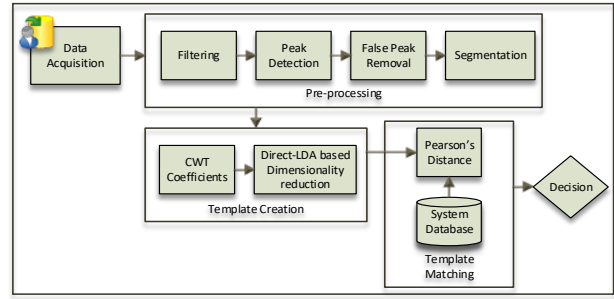 Data
Acquisition
Filtering
Peak
Detection
False Peak
Removal
Segmentation
Pre-processing
CWT
Coefficients
Direct-LDA based
Dimensionality
reduction
Template Creation
Pearson's
Distance
System
Database
Template
Matching
Decision